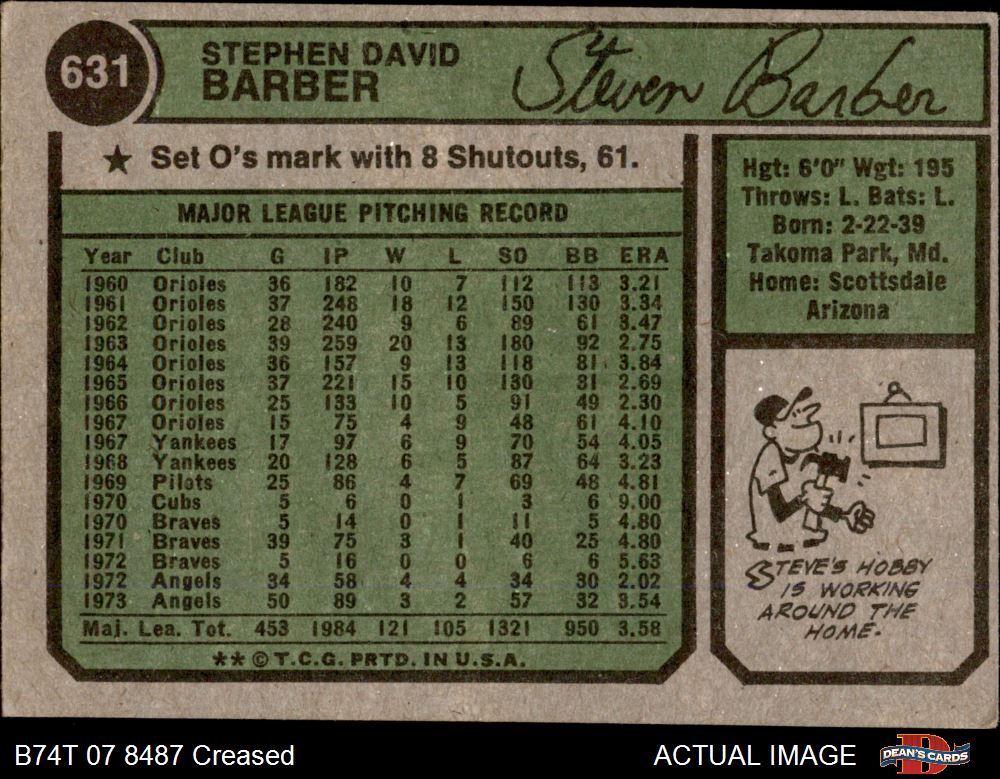 631
STEPHEN DAVID
BARBER
Steven Barber
★ Set O's mark with 8 Shutouts, 61.
MAJOR LEAGUE PITCHING RECORD
Year Club G IP W L SO BB ERA
1960 Orioles 36 182 10 7 112 113 3.21
1961 Orioles 37 248 18 12 150 130 3.34
1962 Orioles 28 240 9 6 89 61 3.47
1963 Orioles 39 259 20 13 180 92 2.75
1964 Orioles 36 157 9 13 118 81 3.84
1965 Orioles 37 221 15 10 130 81 2.69
1966 Orioles 25 133 10 5 91 49 2.30
1967 Orioles 15 75 4 9 48 61 4.10
1967 Yankees 17 97 6 9 70 54 4.05
1968 Yankees 20 128 6 5 87 64 3.23
1969 Pilots 25 86 4 7 69 48 4.81
1970 Cubs 5 6 0 1 3 6 9.00
1970 Braves 5 14 0 1 11 5 4.80
1971 Braves 39 75 3 1 40 25 4.80
1972 Braves 5 16 0 0 6 6 5.63
1972 Angels 34 58 4 4 34 30 2.02
1973 Angels 50 89 3 2 57 32 3.54
Maj. Lea. Tot. 453 1984 121 105 1321 950 3.58
** © T.C.G. PRTD. IN U.S.A.
Hgt: 6'0" Wgt: 195
Throws: L. Bats: L.
Born: 2-22-39
Takoma Park, Md.
Home: Scottsdale
Arizona
STEVE'S HOBBY
IS WORKING
AROUND THE
HOME.
B74T 07 8487 Creased
ACTUAL IMAGE
DEAN'S CARDS